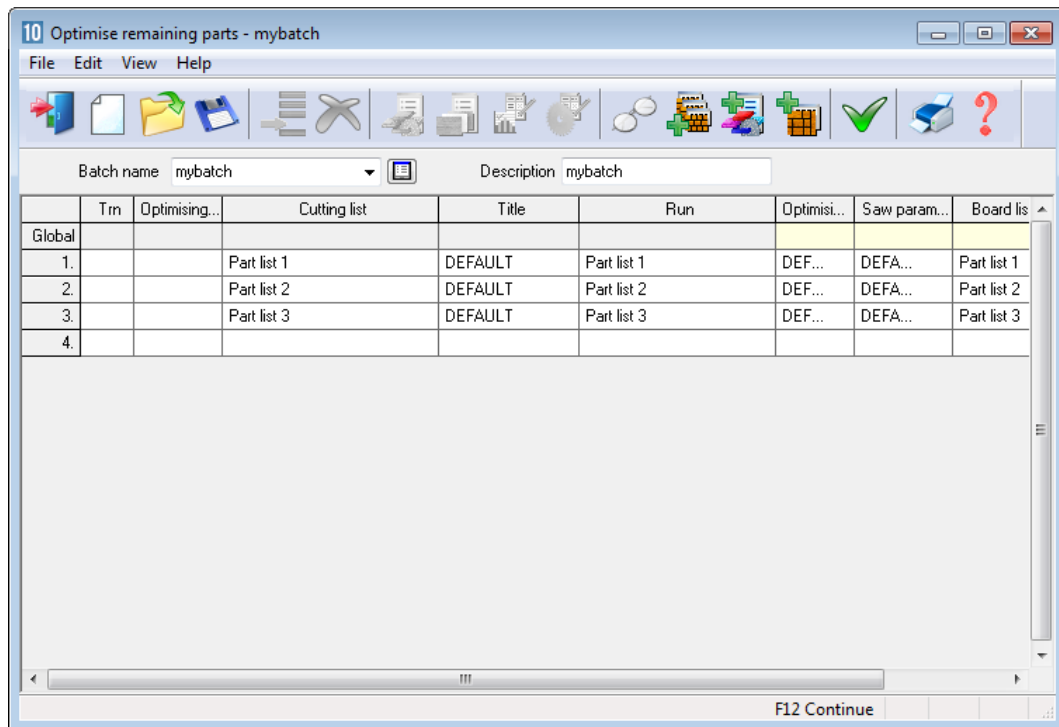 10 Optimise remaining parts - mybatch
File Edit View Help
Batch name mybatch Description mybatch
Trn Optimising... Cutting list Title Run Optimisi... Saw param... Board lis
Global
1. Part list 1 DEFAULT Part list 1 DEF... DEFA... Part list 1
2. Part list 2 DEFAULT Part list 2 DEF... DEFA... Part list 2
3. Part list 3 DEFAULT Part list 3 DEF... DEFA... Part list 3
4.
F12 Continue